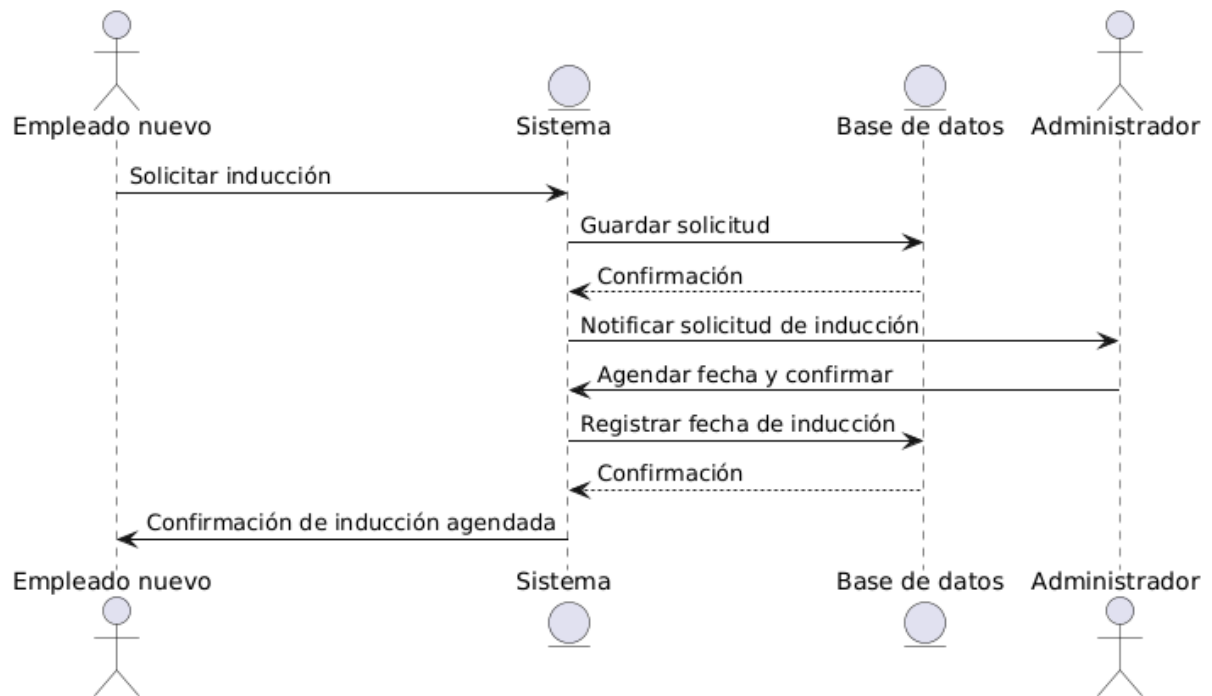 Empleado nuevo
Sistema
Base de datos
Administrador
Solicitar inducción
Guardar solicitud
Confirmación
Notificar solicitud de inducción
Agendar fecha y confirmar
Registrar fecha de inducción
Confirmación
Confirmación de inducción agendada
Empleado nuevo
Sistema
Base de datos
Administrador